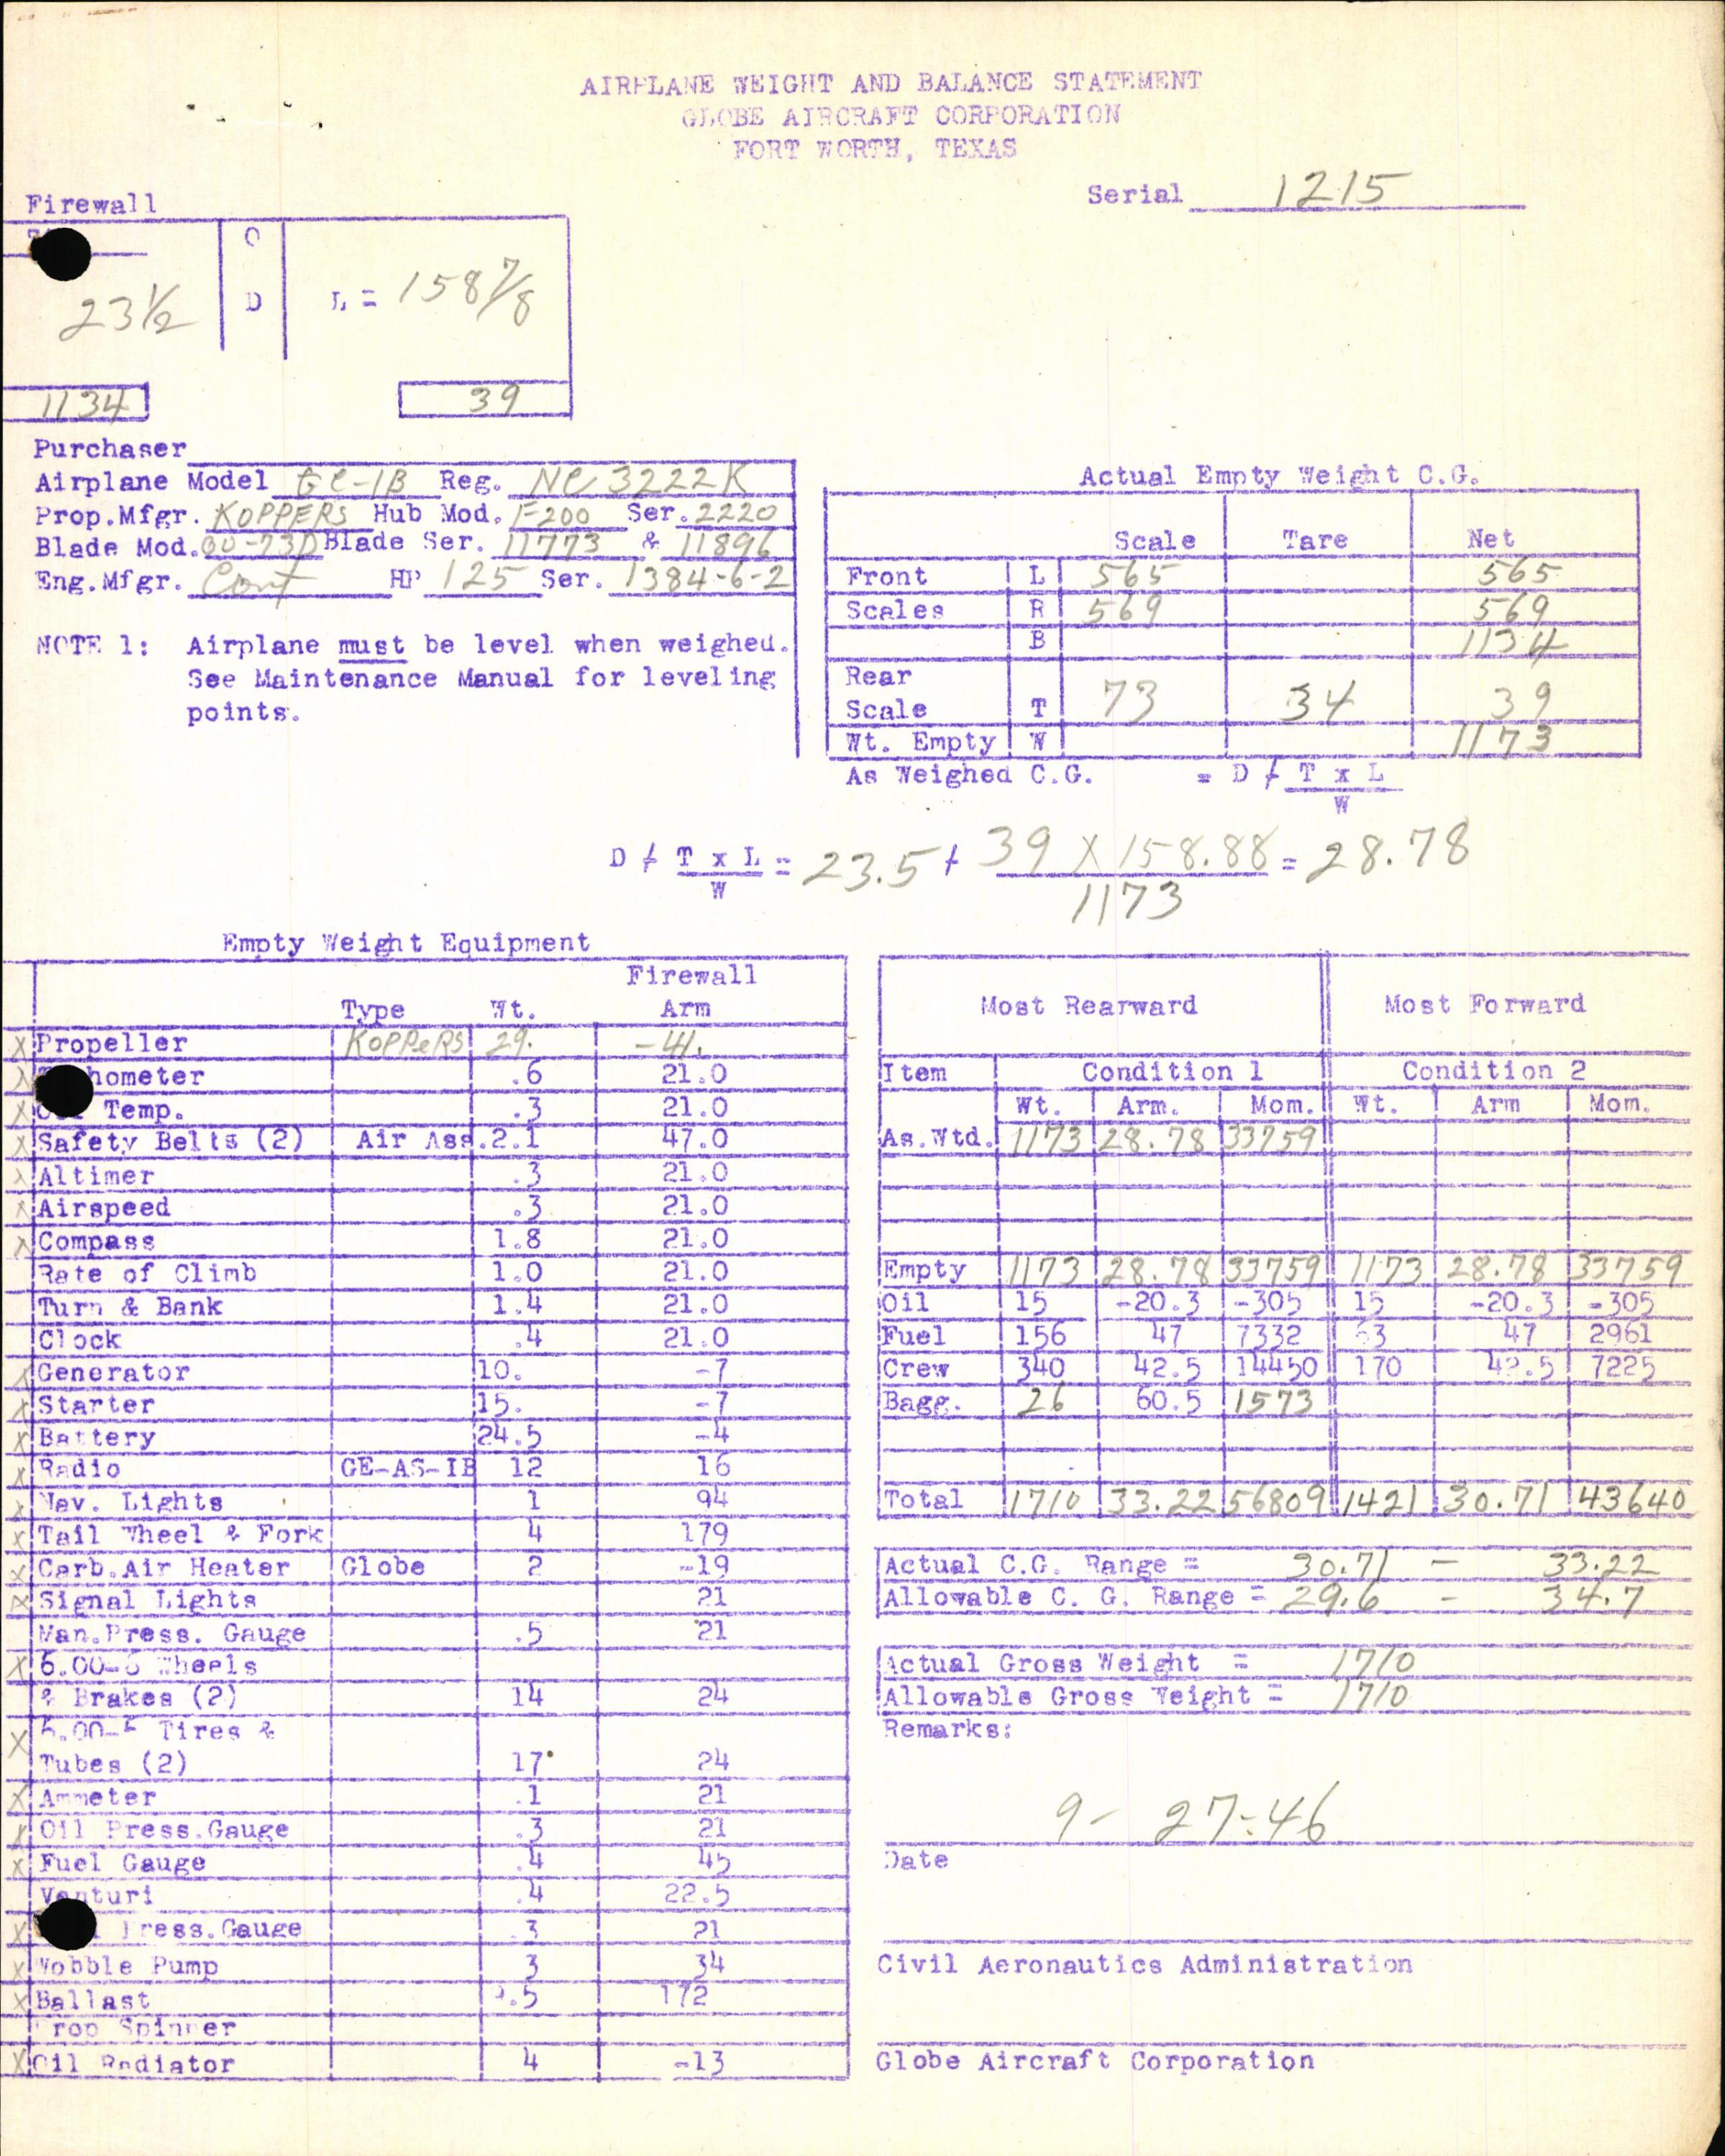 AIRPLANE WEIGHT AND BALANCE STATEMENT
GLOBE AIRCRAFT CORPORATION
FORT WORTH, TEXAS
Serial 1215
Firewall
23 1/2 C D L = 158 7/8
1134 39
Purchaser
Airplane Model GC-1B Reg. NC 3222K
Prop.Mfgr. KOPPERS Hub Mod. F200 Ser. 2220
Blade Mod. 00-73D Blade Ser. 11773 & 11896
Eng.Mfgr. Cont HP 125 Ser. 1384-6-2
NOTE 1: Airplane must be level when weighed.
See Maintenance Manual for leveling
points.
Actual Empty Weight C.G.
Scale Tare Net
Front L 565 565
Scales R 569 569
B 1134
Rear
Scale T 73 34 39
Wt. Empty W 1173
As Weighed C.G. = D / T x L
W
D / T x L = 23.5 + 39 X 158.88 = 28.78
W 1173
Empty Weight Equipment
Firewall
Type Wt. Arm
X Propeller KOPPeRS 29. -41.
X hometer .6 21.0
X Temp. .3 21.0
X Safety Belts (2) Air Ass. 2.1 47.0
X Altimer .3 21.0
X Airspeed .3 21.0
X Compass 1.8 21.0
Rate of Climb 1.0 21.0
Turn & Bank 1.4 21.0
Clock .4 21.0
X Generator 10. -7
X Starter 15. -7
X Battery 24.5 -4
X Radio GE-AS-1B 12 16
X Nav. Lights 1 94
X Tail Wheel & Fork 4 179
X Carb.Air Heater Globe 2 -19
X Signal Lights 21
Man.Press. Gauge .5 21
X 6.00-6 Wheels
& Brakes (2) 14 24
X Tires &
Tubes (2) 17 24
X Ammeter .1 21
X Oil Press.Gauge .3 21
X Fuel Gauge .4 45
Venturi .4 22.5
X ress.Gauge .3 21
X Wobble Pump 3 34
X Ballast .5 172
Prop Spinner
X Oil Radiator 4 -13
Most Rearward Most Forward
Item Condition 1 Condition 2
Wt. Arm. Mom. Wt. Arm Mom.
As.Wtd. 1173 28.78 33759
Empty 1173 28.78 33759 1173 28.78 33759
Oil 15 -20.3 -305 15 -20.3 -305
Fuel 156 47 7332 63 47 2961
Crew 340 42.5 14450 170 42.5 7225
Bagg. 26 60.5 1573
Total 1710 33.22 56809 1421 30.71 43640
Actual C.G. Range = 30.71 - 33.22
Allowable C. G. Range = 29.6 - 34.7
Actual Gross Weight = 1710
Allowable Gross Weight = 1710
Remarks:
9-27-46
Date
Civil Aeronautics Administration
Globe Aircraft Corporation